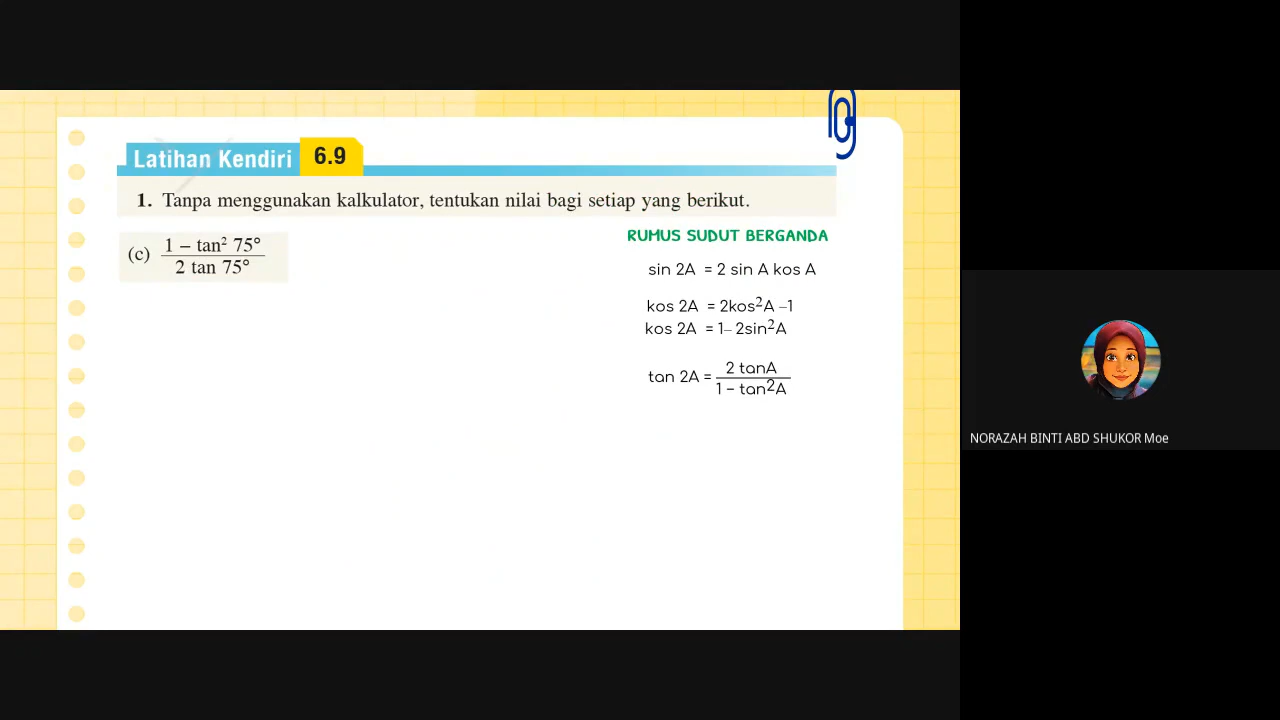 Latihan Kendiri 6.9
1. Tanpa menggunakan kalkulator, tentukan nilai bagi setiap yang berikut.
(c) 1 – tan² 75°
2 tan 75°
RUMUS SUDUT BERGANDA
sin 2A = 2 sin A kos A
kos 2A = 2kos²A –1
kos 2A = 1– 2sin²A
tan 2A = 2 tanA
1 – tan²A
NORAZAH BINTI ABD SHUKOR Moe